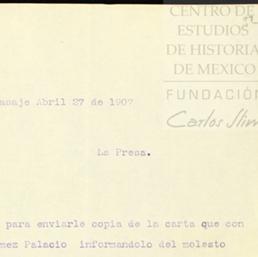 CENTRO DE
ESTUDIOS
DE HISTORIA
DE MEXICO
FUNDACIÓN
Carlos Slim
anaje Abril 27 de 1907
La Presa.
para enviarle copia de la carta que con
mez Palacio informandolo del molesto